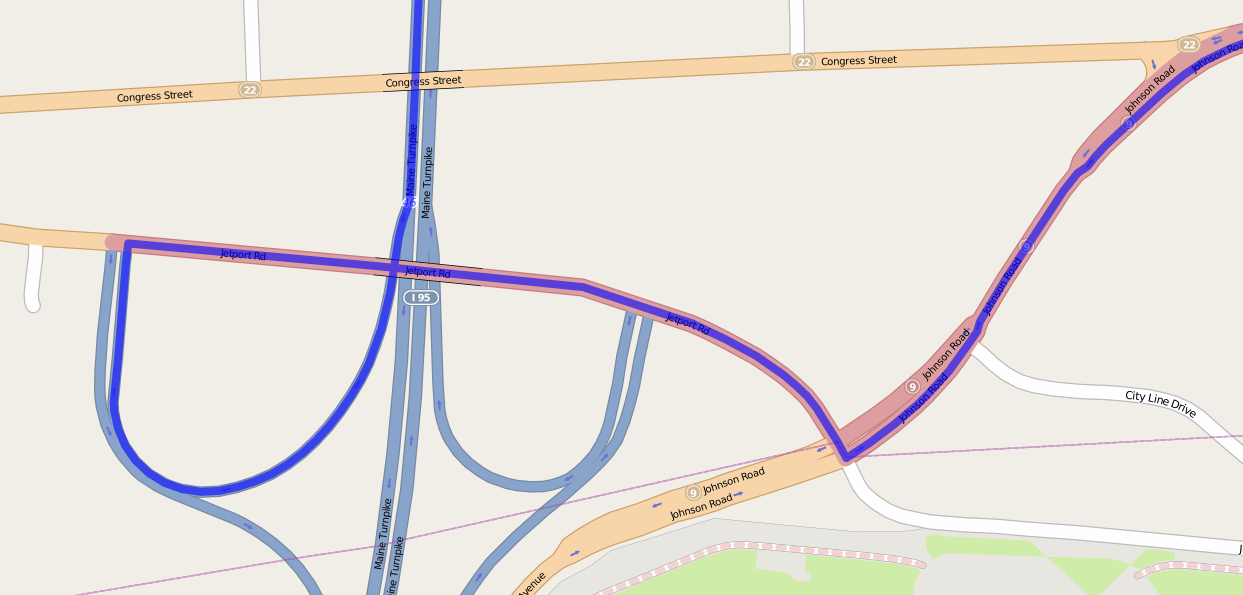 22
Congress Street
Johnson Road
22
Congress Street
Congress Street
22
Johnson Road
Maine Turnpike
Maine Turnpike
Jetport Rd
Jetport Rd
I 95
Johnson Road
Jetport Rd
Johnson Road
9
Johnson Road
City Line Drive
Johnson Road
9
Johnson Road
Maine Turnpike
Avenue